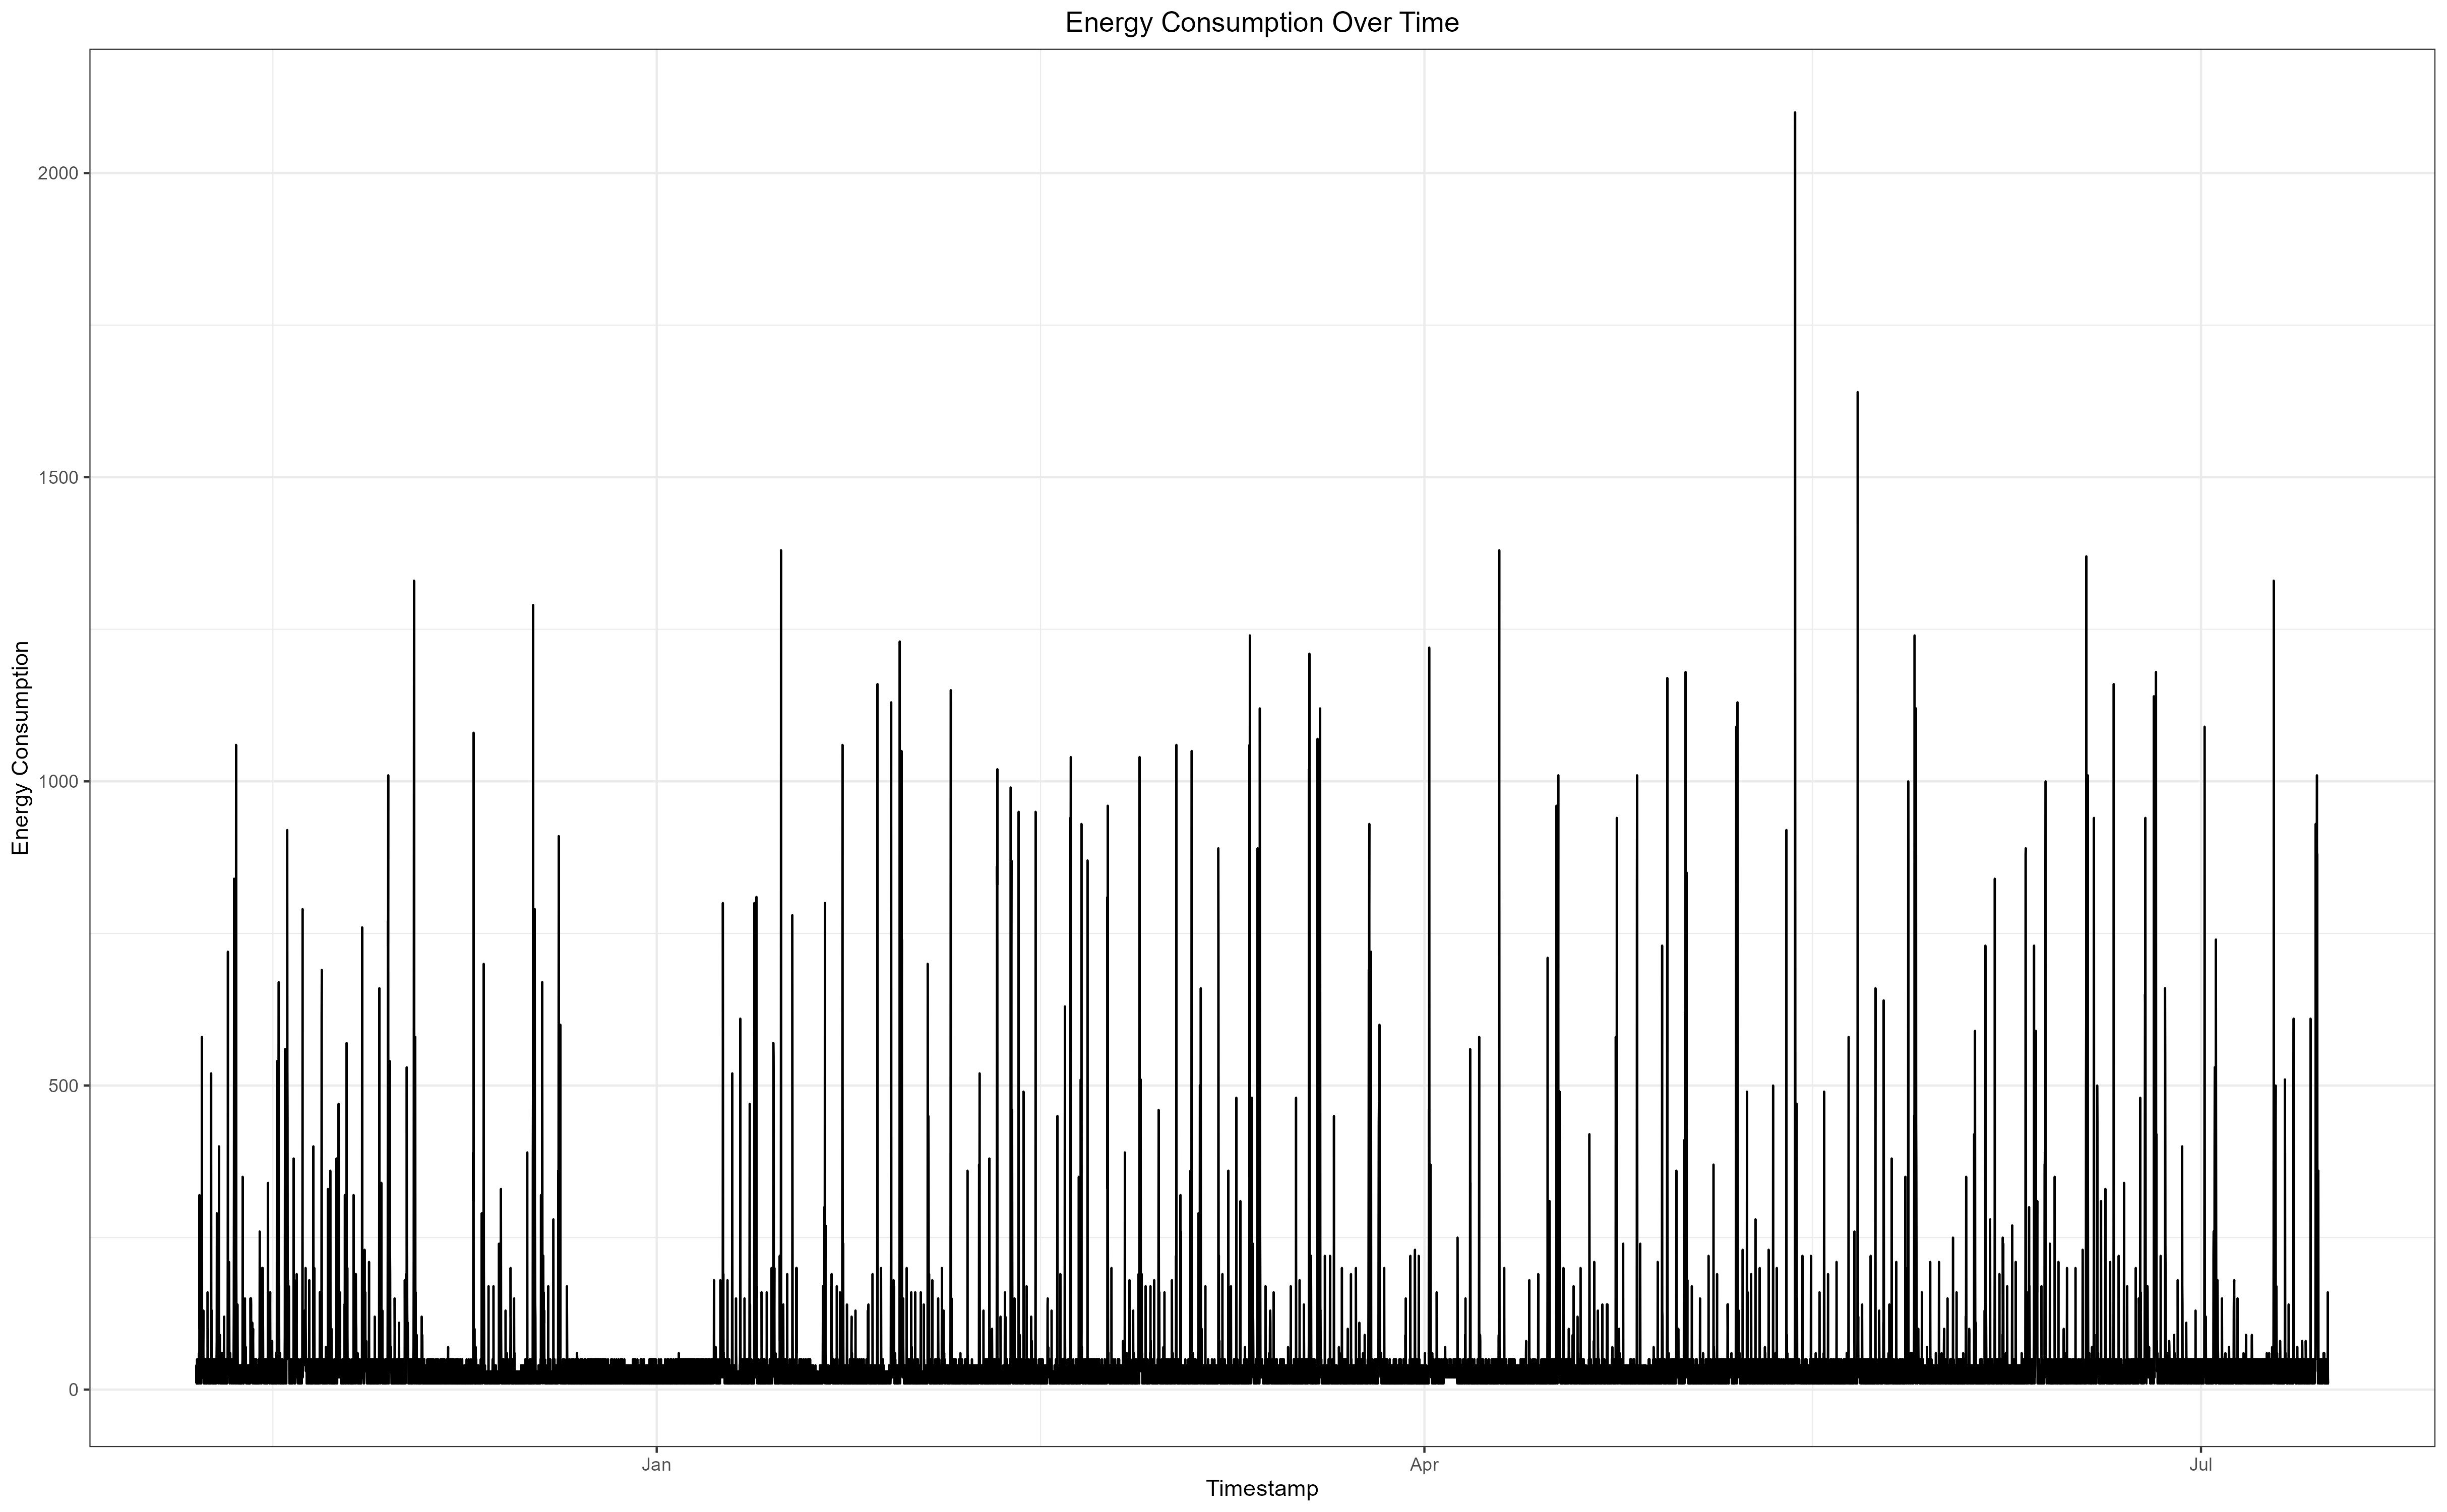 Energy Consumption Over Time
Energy Consumption
2000
1500
1000
500
0
Jan
Apr
Jul
Timestamp